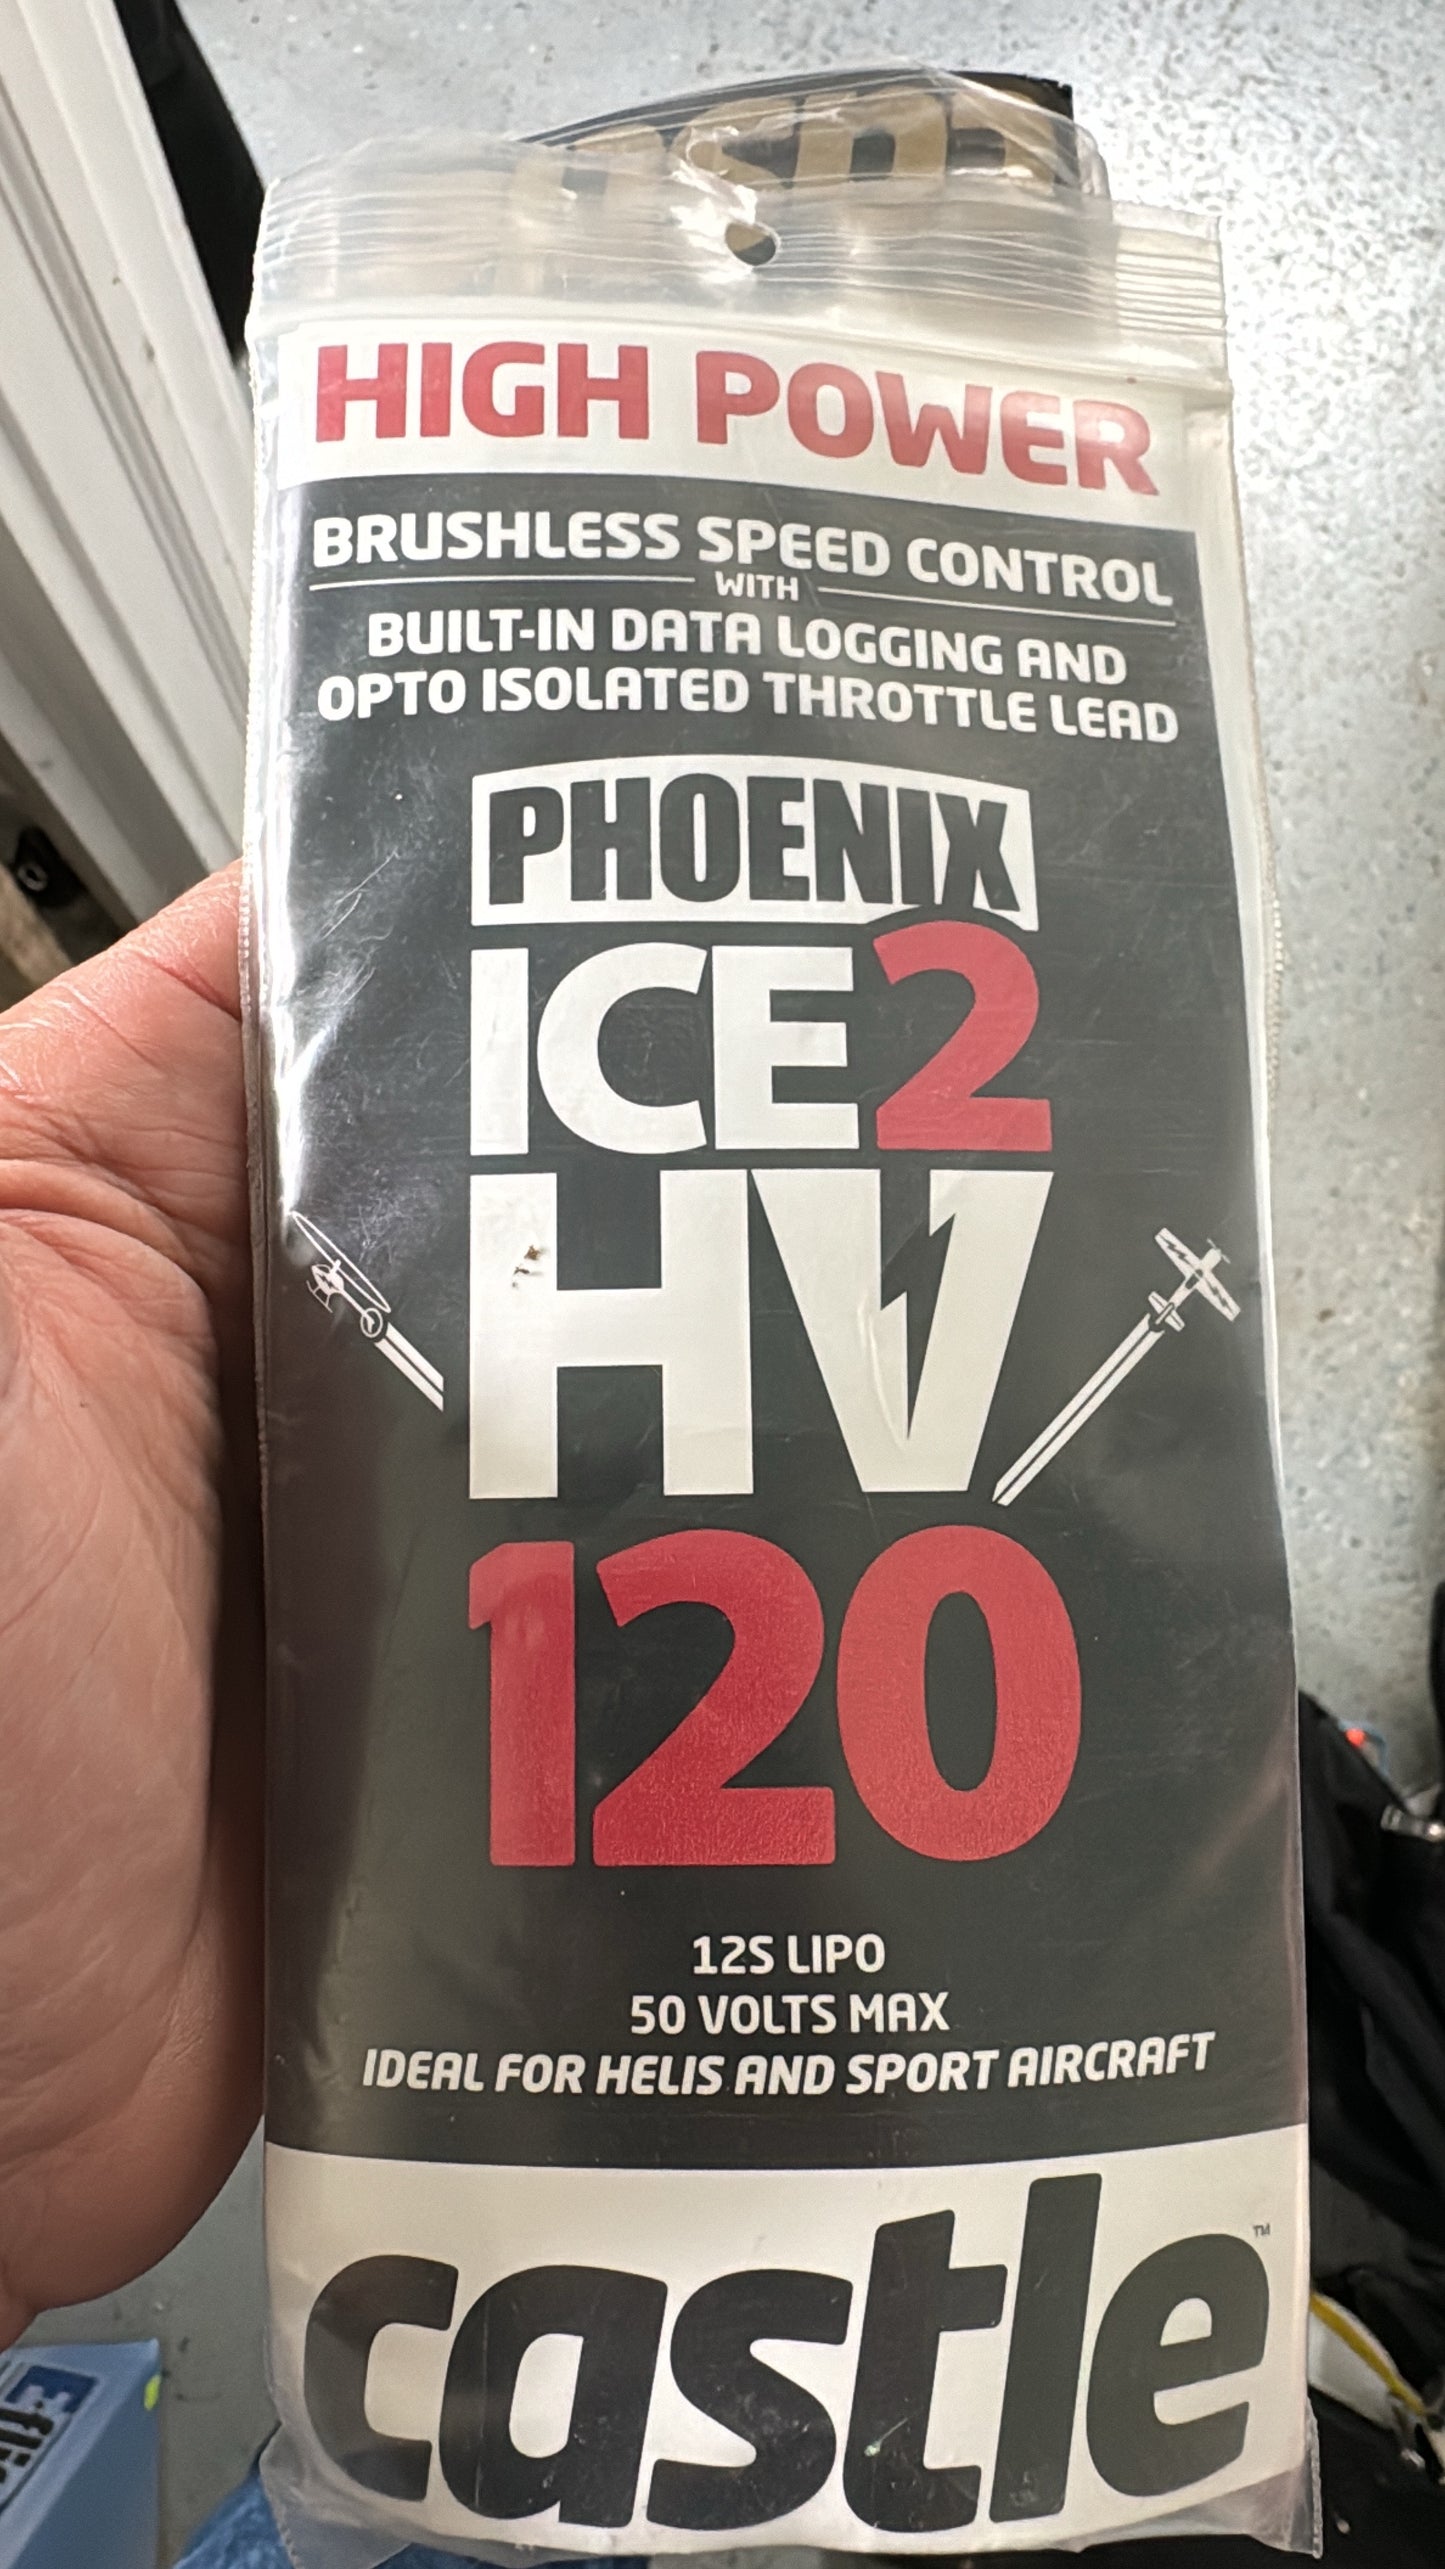 HIGH POWER
BRUSHLESS SPEED CONTROL
WITH
BUILT-IN DATA LOGGING AND
OPTO ISOLATED THROTTLE LEAD
PHOENIX
ICE2
HV
120
12S LIPO
50 VOLTS MAX
IDEAL FOR HELIS AND SPORT AIRCRAFT
castle™